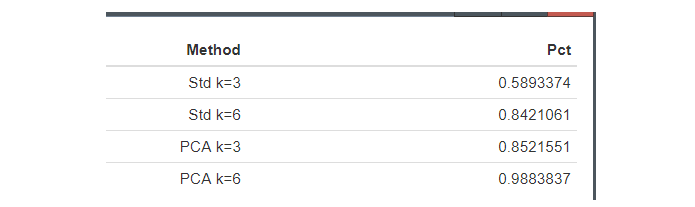 Method Pct
Std k=3 0.5893374
Std k=6 0.8421061
PCA k=3 0.8521551
PCA k=6 0.9883837